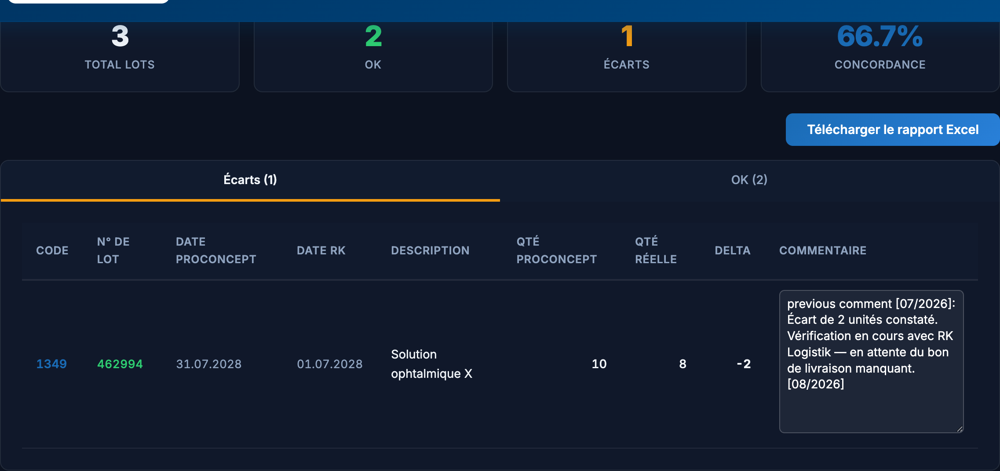 3
TOTAL LOTS
2
OK
1
ÉCARTS
66.7%
CONCORDANCE
Télécharger le rapport Excel
Écarts (1)
OK (2)
CODE
N° DE
LOT
DATE
PROCONCEPT
DATE RK
DESCRIPTION
QTÉ
PROCONCEPT
QTÉ
RÉELLE
DELTA
COMMENTAIRE
1349
462994
31.07.2028
01.07.2028
Solution
ophtalmique X
10
8
-2
previous comment [07/2026]:
Écart de 2 unités constaté.
Vérification en cours avec RK
Logistik — en attente du bon
de livraison manquant.
[08/2026]